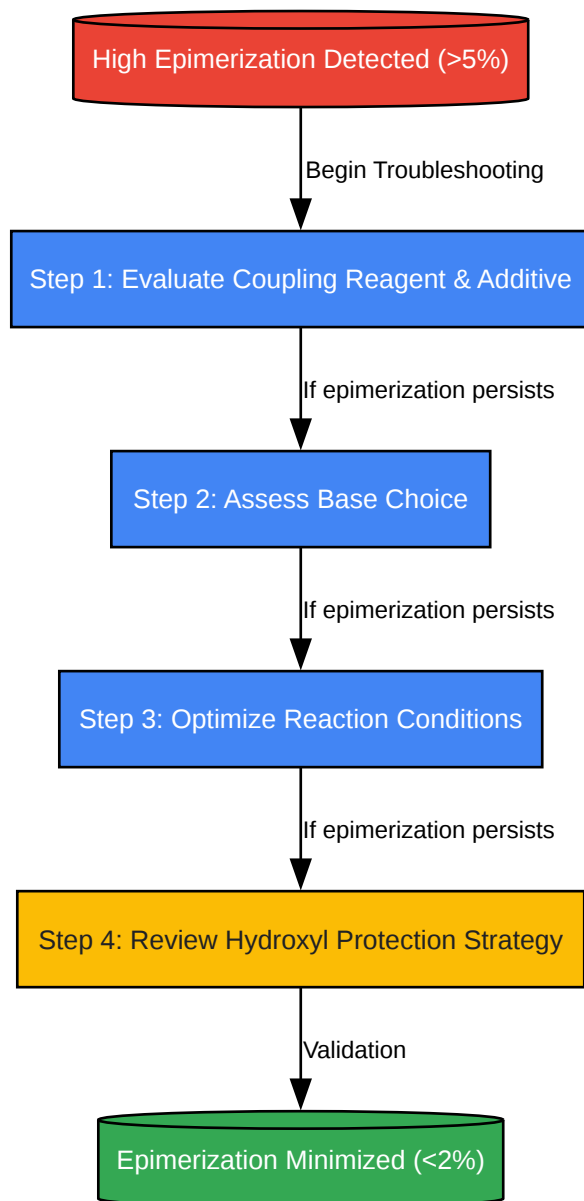 High Epimerization Detected (>5%)
Begin Troubleshooting
Step 1: Evaluate Coupling Reagent & Additive
If epimerization persists
Step 2: Assess Base Choice
If epimerization persists
Step 3: Optimize Reaction Conditions
If epimerization persists
Step 4: Review Hydroxyl Protection Strategy
Validation
Epimerization Minimized (<2%)